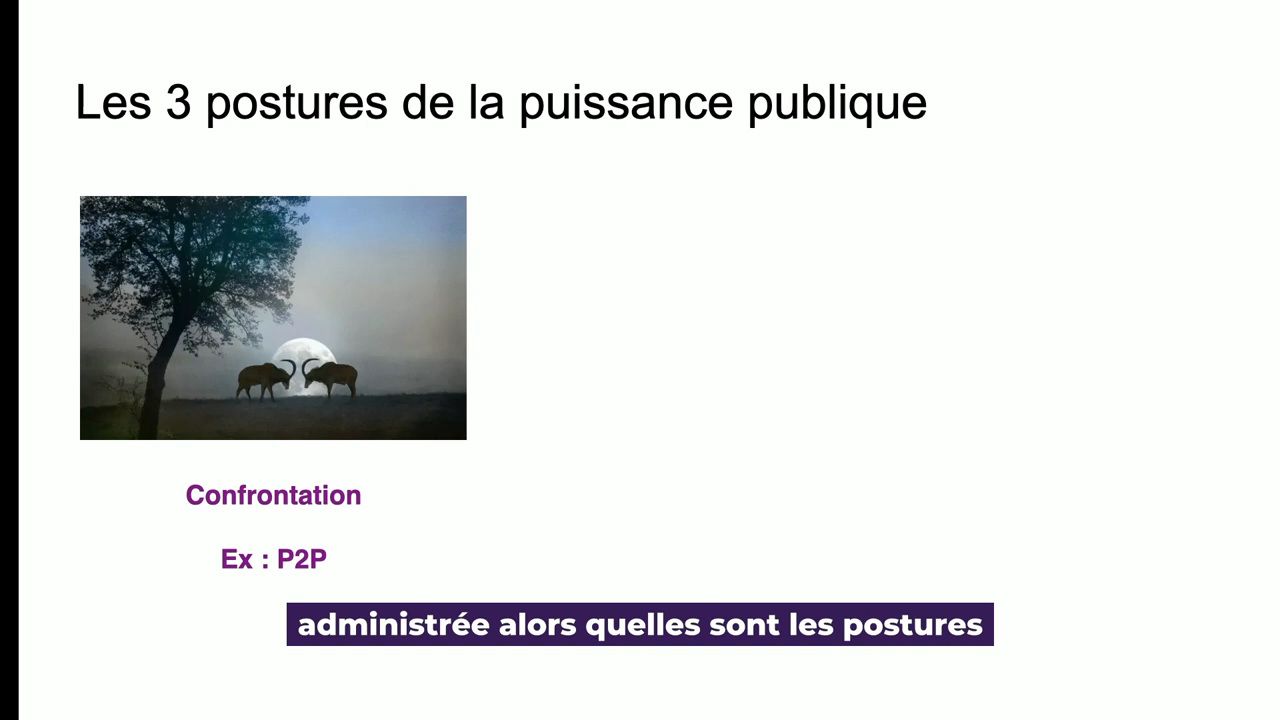 Les 3 postures de la puissance publique
Confrontation
Ex : P2P
administrée alors quelles sont les postures